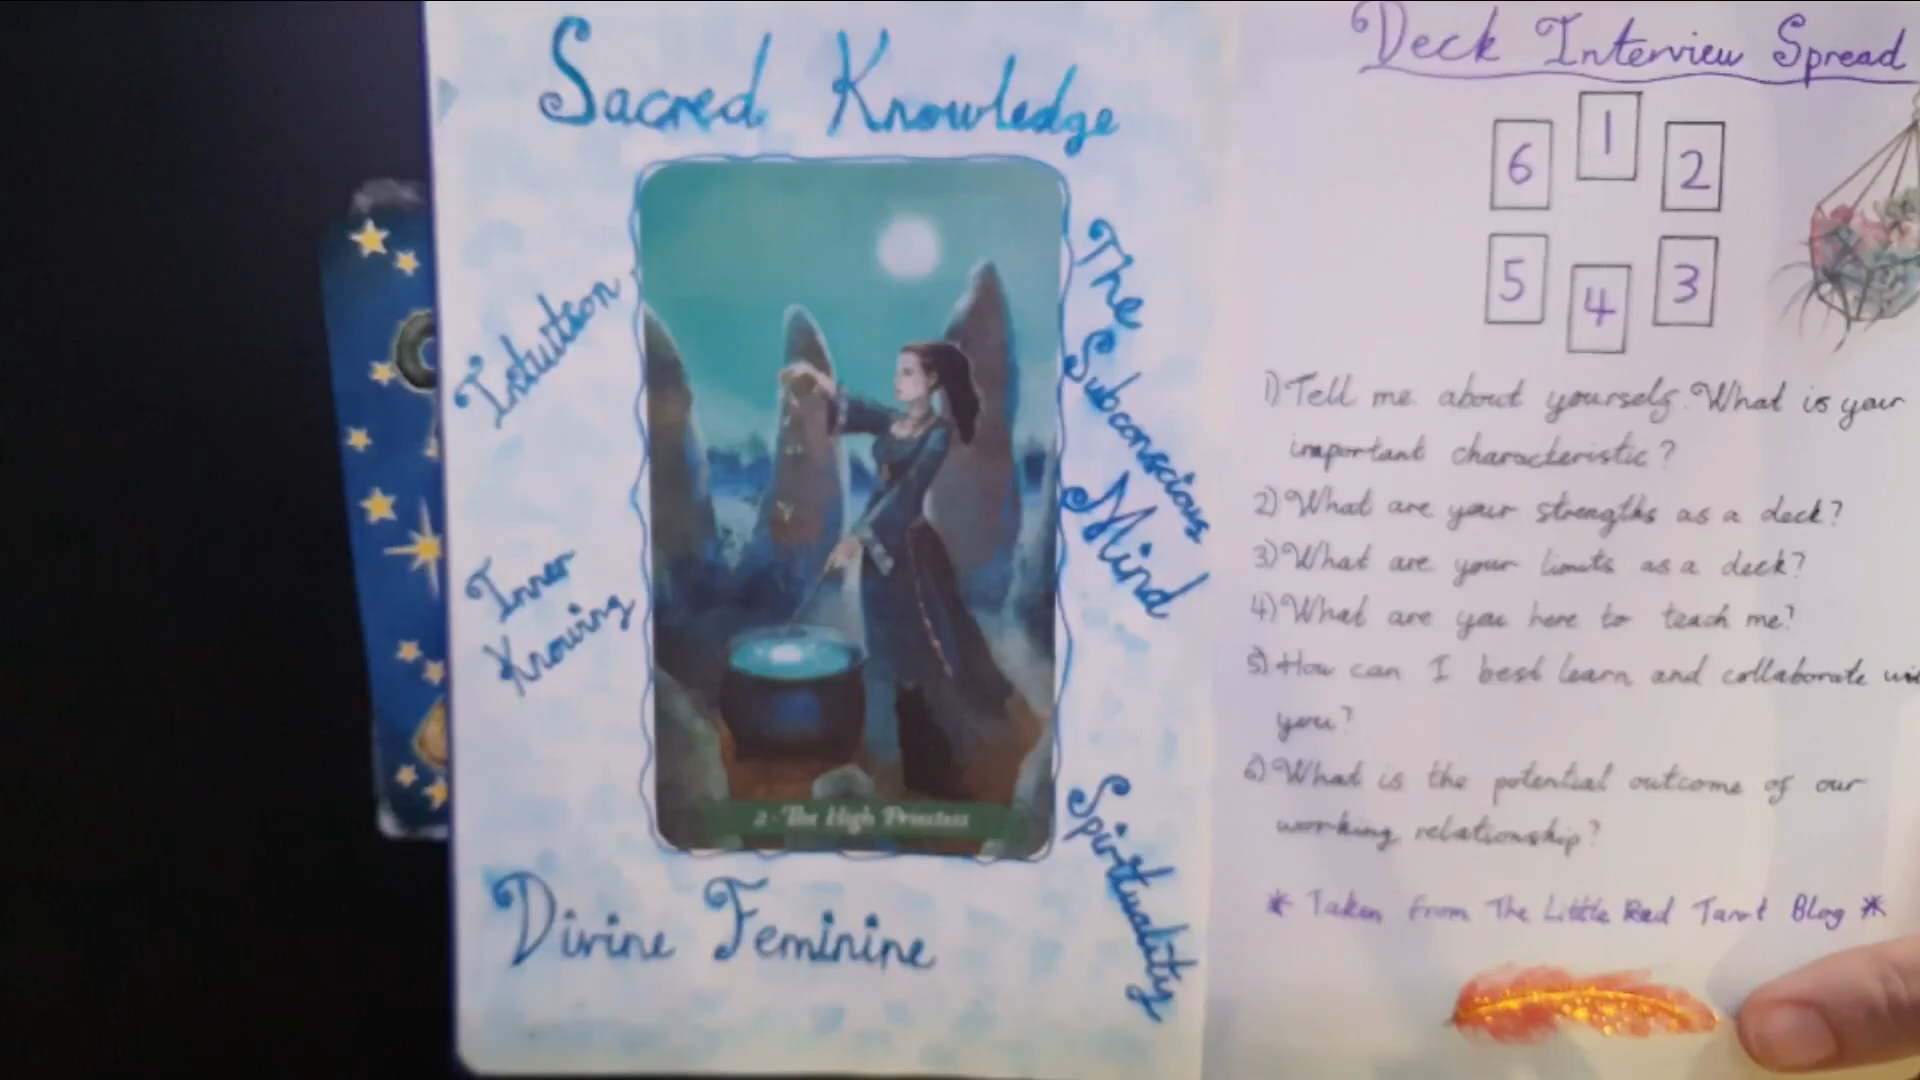 Sacred Knowledge
Intuition
The
Subconscious
Mind
Inner
Knowing
2 - The High Priestess
Spirituality
Divine Feminine
Deck Interview Spread
6 1 2
5 4 3
1) Tell me about yourself. What is your
important characteristic?
2) What are your strengths as a deck?
3) What are your limits as a deck?
4) What are you here to teach me?
5) How can I best learn and collaborate
you?
6) What is the potential outcome of our
working relationship?
* Taken from The Little Red Tarot Blog *